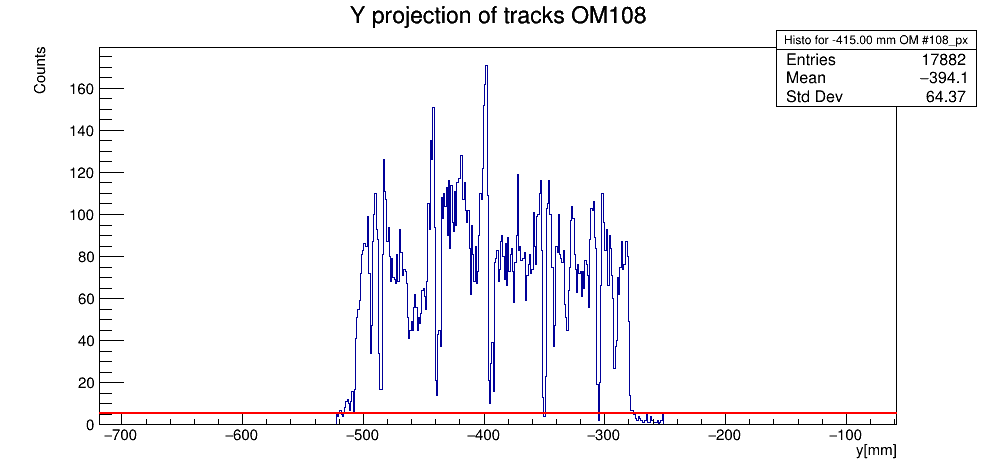 Y projection of tracks OM108
Histo for -415.00 mm OM #108_px
Entries 17882
Mean −394.1
Std Dev 64.37
Counts
160
140
120
100
80
60
40
20
0
−700 −600 −500 −400 −300 −200 −100
y[mm]